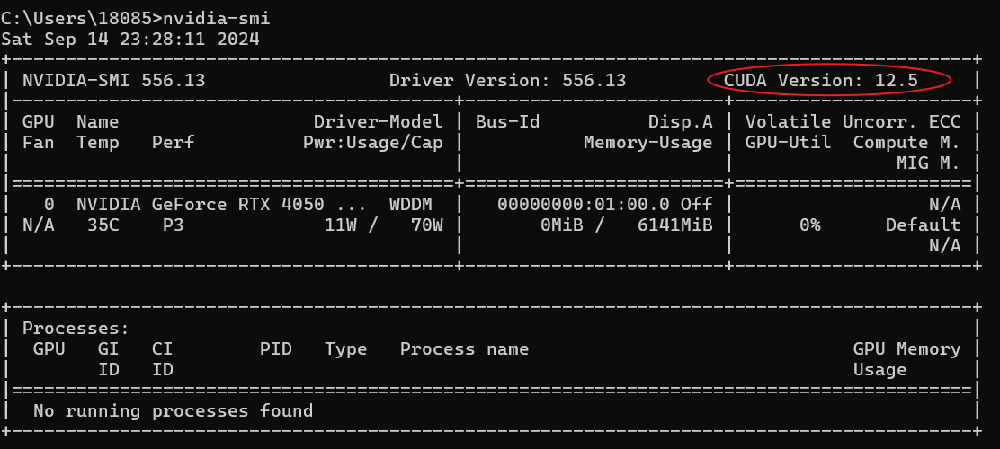 C:\Users\18085>nvidia-smi
Sat Sep 14 23:28:11 2024
+-----------------------------------------------------------------------------------------+
| NVIDIA-SMI 556.13                 Driver Version: 556.13         CUDA Version: 12.5     |
|-----------------------------------------+------------------------+----------------------+
| GPU  Name                  Driver-Model | Bus-Id          Disp.A | Volatile Uncorr. ECC |
| Fan  Temp   Perf          Pwr:Usage/Cap |           Memory-Usage | GPU-Util  Compute M. |
|                                         |                        |               MIG M. |
|=========================================+========================+======================|
|   0  NVIDIA GeForce RTX 4050 ...  WDDM  |   00000000:01:00.0 Off |                  N/A |
| N/A   35C    P3             11W /   70W |       0MiB /   6141MiB |      0%      Default |
|                                         |                        |                  N/A |
+-----------------------------------------+------------------------+----------------------+

+-----------------------------------------------------------------------------------------+
| Processes:                                                                              |
|  GPU   GI   CI        PID   Type   Process name                              GPU Memory |
|        ID   ID                                                               Usage      |
|=========================================================================================|
|  No running processes found                                                             |
+-----------------------------------------------------------------------------------------+